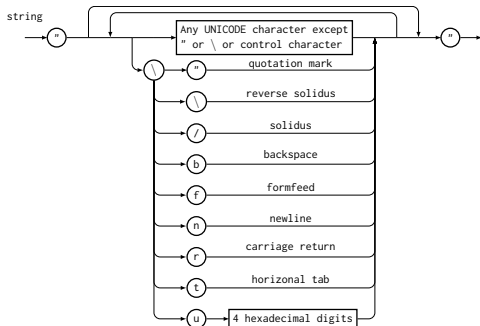 string
" Any UNICODE character except "
" or \ or control character
\ " quotation mark
\ reverse solidus
/ solidus
b backspace
f formfeed
n newline
r carriage return
t horizonal tab
u 4 hexadecimal digits